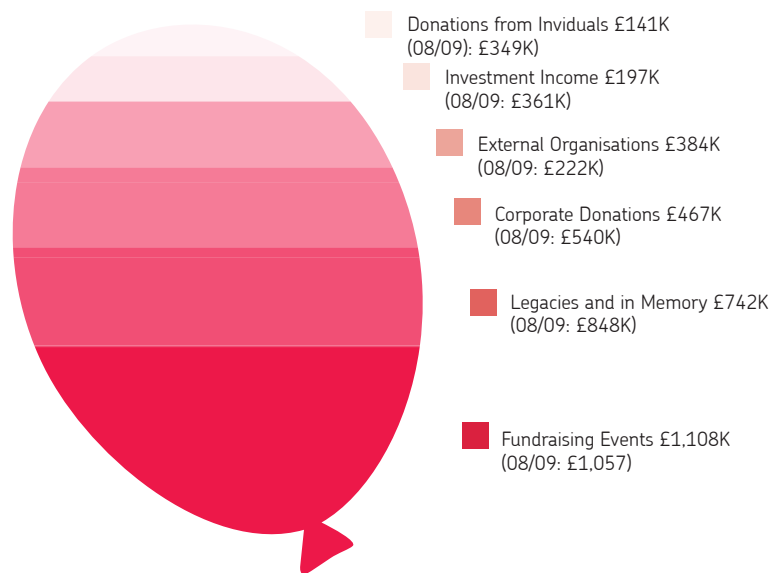 Donations from Inviduals £141K
(08/09): £349K)
Investment Income £197K
(08/09: £361K)
External Organisations £384K
(08/09: £222K)
Corporate Donations £467K
(08/09: £540K)
Legacies and in Memory £742K
(08/09: £848K)
Fundraising Events £1,108K
(08/09: £1,057)